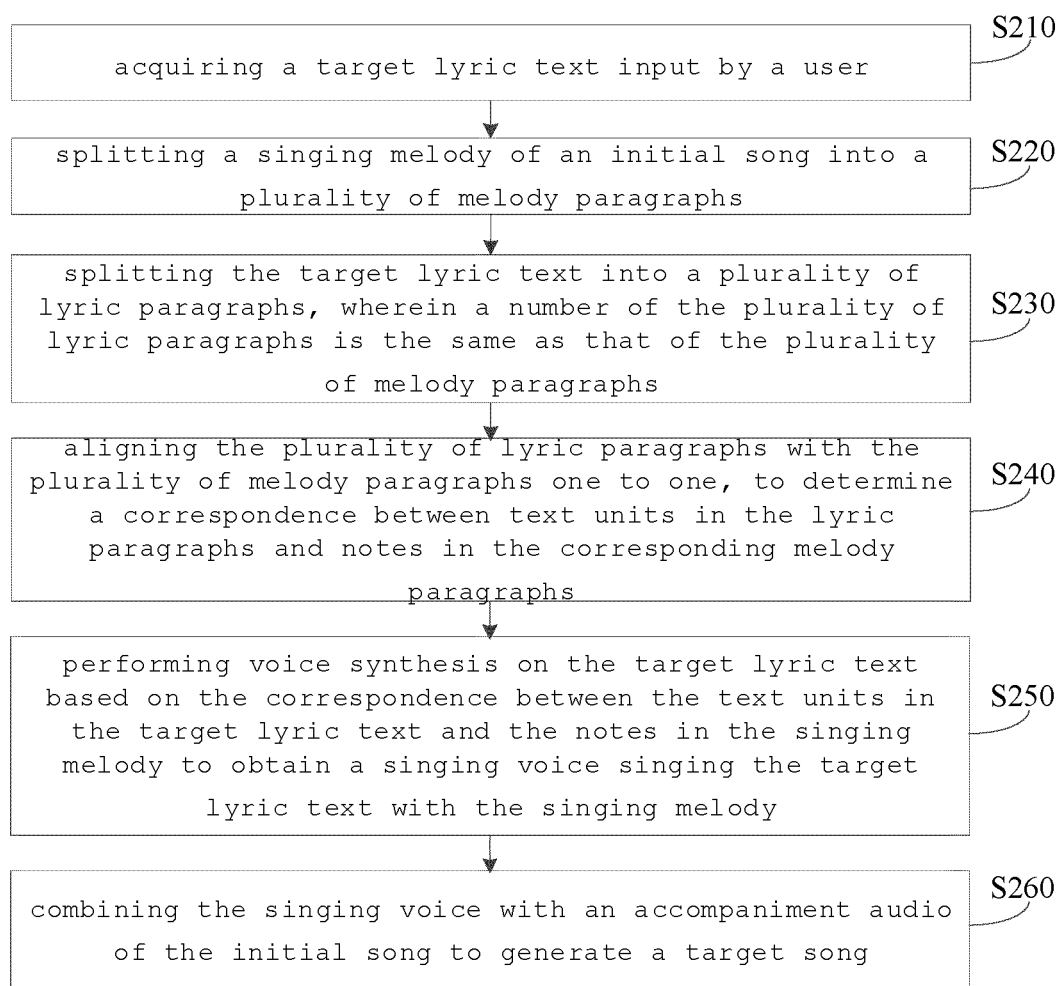 S210
acquiring a target lyric text input by a user
S220
splitting a singing melody of an initial song into a
plurality of melody paragraphs
S230
splitting the target lyric text into a plurality of
lyric paragraphs, wherein a number of the plurality of
lyric paragraphs is the same as that of the plurality
of melody paragraphs
S240
aligning the plurality of lyric paragraphs with the
plurality of melody paragraphs one to one, to determine
a correspondence between text units in the lyric
paragraphs and notes in the corresponding melody
paragraphs
S250
performing voice synthesis on the target lyric text
based on the correspondence between the text units in
the target lyric text and the notes in the singing
melody to obtain a singing voice singing the target
lyric text with the singing melody
S260
combining the singing voice with an accompaniment audio
of the initial song to generate a target song